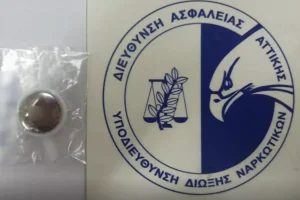 ΔΙΕΥΘΥΝΣΗ ΑΣΦΑΛΕΙΑΣ ΑΤΤΙΚΗΣ
ΥΠΟΔΙΕΥΘΥΝΣΗ ΔΙΩΞΗΣ ΝΑΡΚΩΤΙΚΩΝ